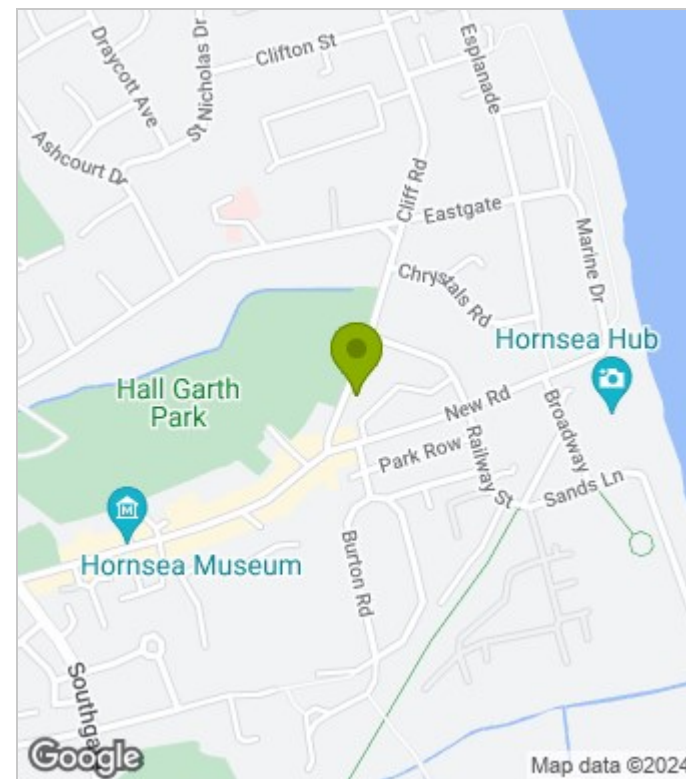 Draycott Ave
St Nicholas Dr
Clifton St
Esplanade
Ashcourt Dr
Cliff Rd
Eastgate
Marine Dr
Chrystals Rd
Hornsea Hub
Hall Garth
Park
New Rd
Broadway
Park Row
Railway St
Sands Ln
M
Hornsea Museum
Burton Rd
Southga
Google
Map data ©2024